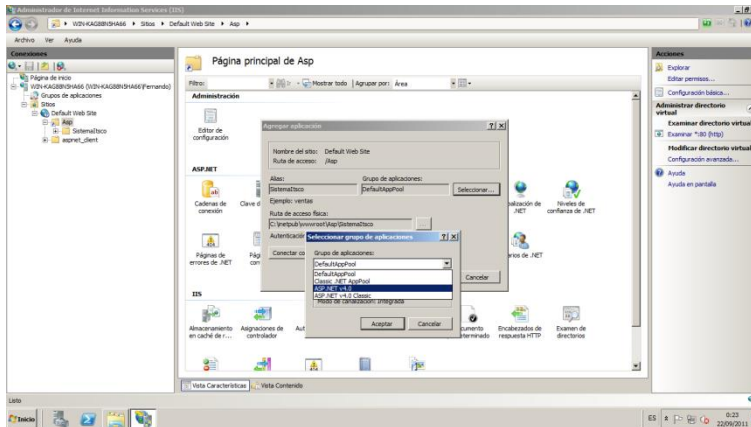 Administrador de Internet Information Services (IIS)
WIN-KAG88N5HA66 ▸ Sitios ▸ Default Web Site ▸ Asp ▸
Archivo Ver Ayuda
Conexiones
Página de inicio
WIN-KAG88N5HA66 (WIN-KAG88N5HA66\Fernando)
Grupos de aplicaciones
Sitios
Default Web Site
Asp
SistemaItsco
aspnet_client
Página principal de Asp
Filtro: Mostrar todo Agrupar por: Área
Administración
Editor de configuración
ASP.NET
Cadenas de conexión
Clave d
.NET
Niveles de confianza de .NET
Páginas de errores de .NET
Pági
con
IIS
Almacenamiento en caché de r...
Asignaciones de controlador
Aut
Encabezados de respuesta HTTP
Examen de directorios
Agregar aplicación
Nombre del sitio: Default Web Site
Ruta de acceso: /Asp
Alias: Grupo de aplicaciones:
SistemaItsco DefaultAppPool Seleccionar...
Ejemplo: ventas
Ruta de acceso física:
C:\inetpub\wwwroot\Asp\SistemaItsco ...
Autenticación
Conectar co
Cancelar
Seleccionar grupo de aplicaciones
Grupo de aplicaciones:
DefaultAppPool
DefaultAppPool
Classic .NET AppPool
ASP.NET v4.0
ASP.NET v4.0 Classic
Modo de canalización: Integrada
Aceptar Cancelar
Vista Características Vista Contenido
Acciones
Explorar
Editar permisos...
Configuración básica...
Administrar directorio virtual
Examinar directorio virtual
Examinar *:80 (http)
Modificar directorio virtual
Configuración avanzada...
Ayuda
Ayuda en pantalla
Listo
Inicio
ES
0:23
22/09/2011